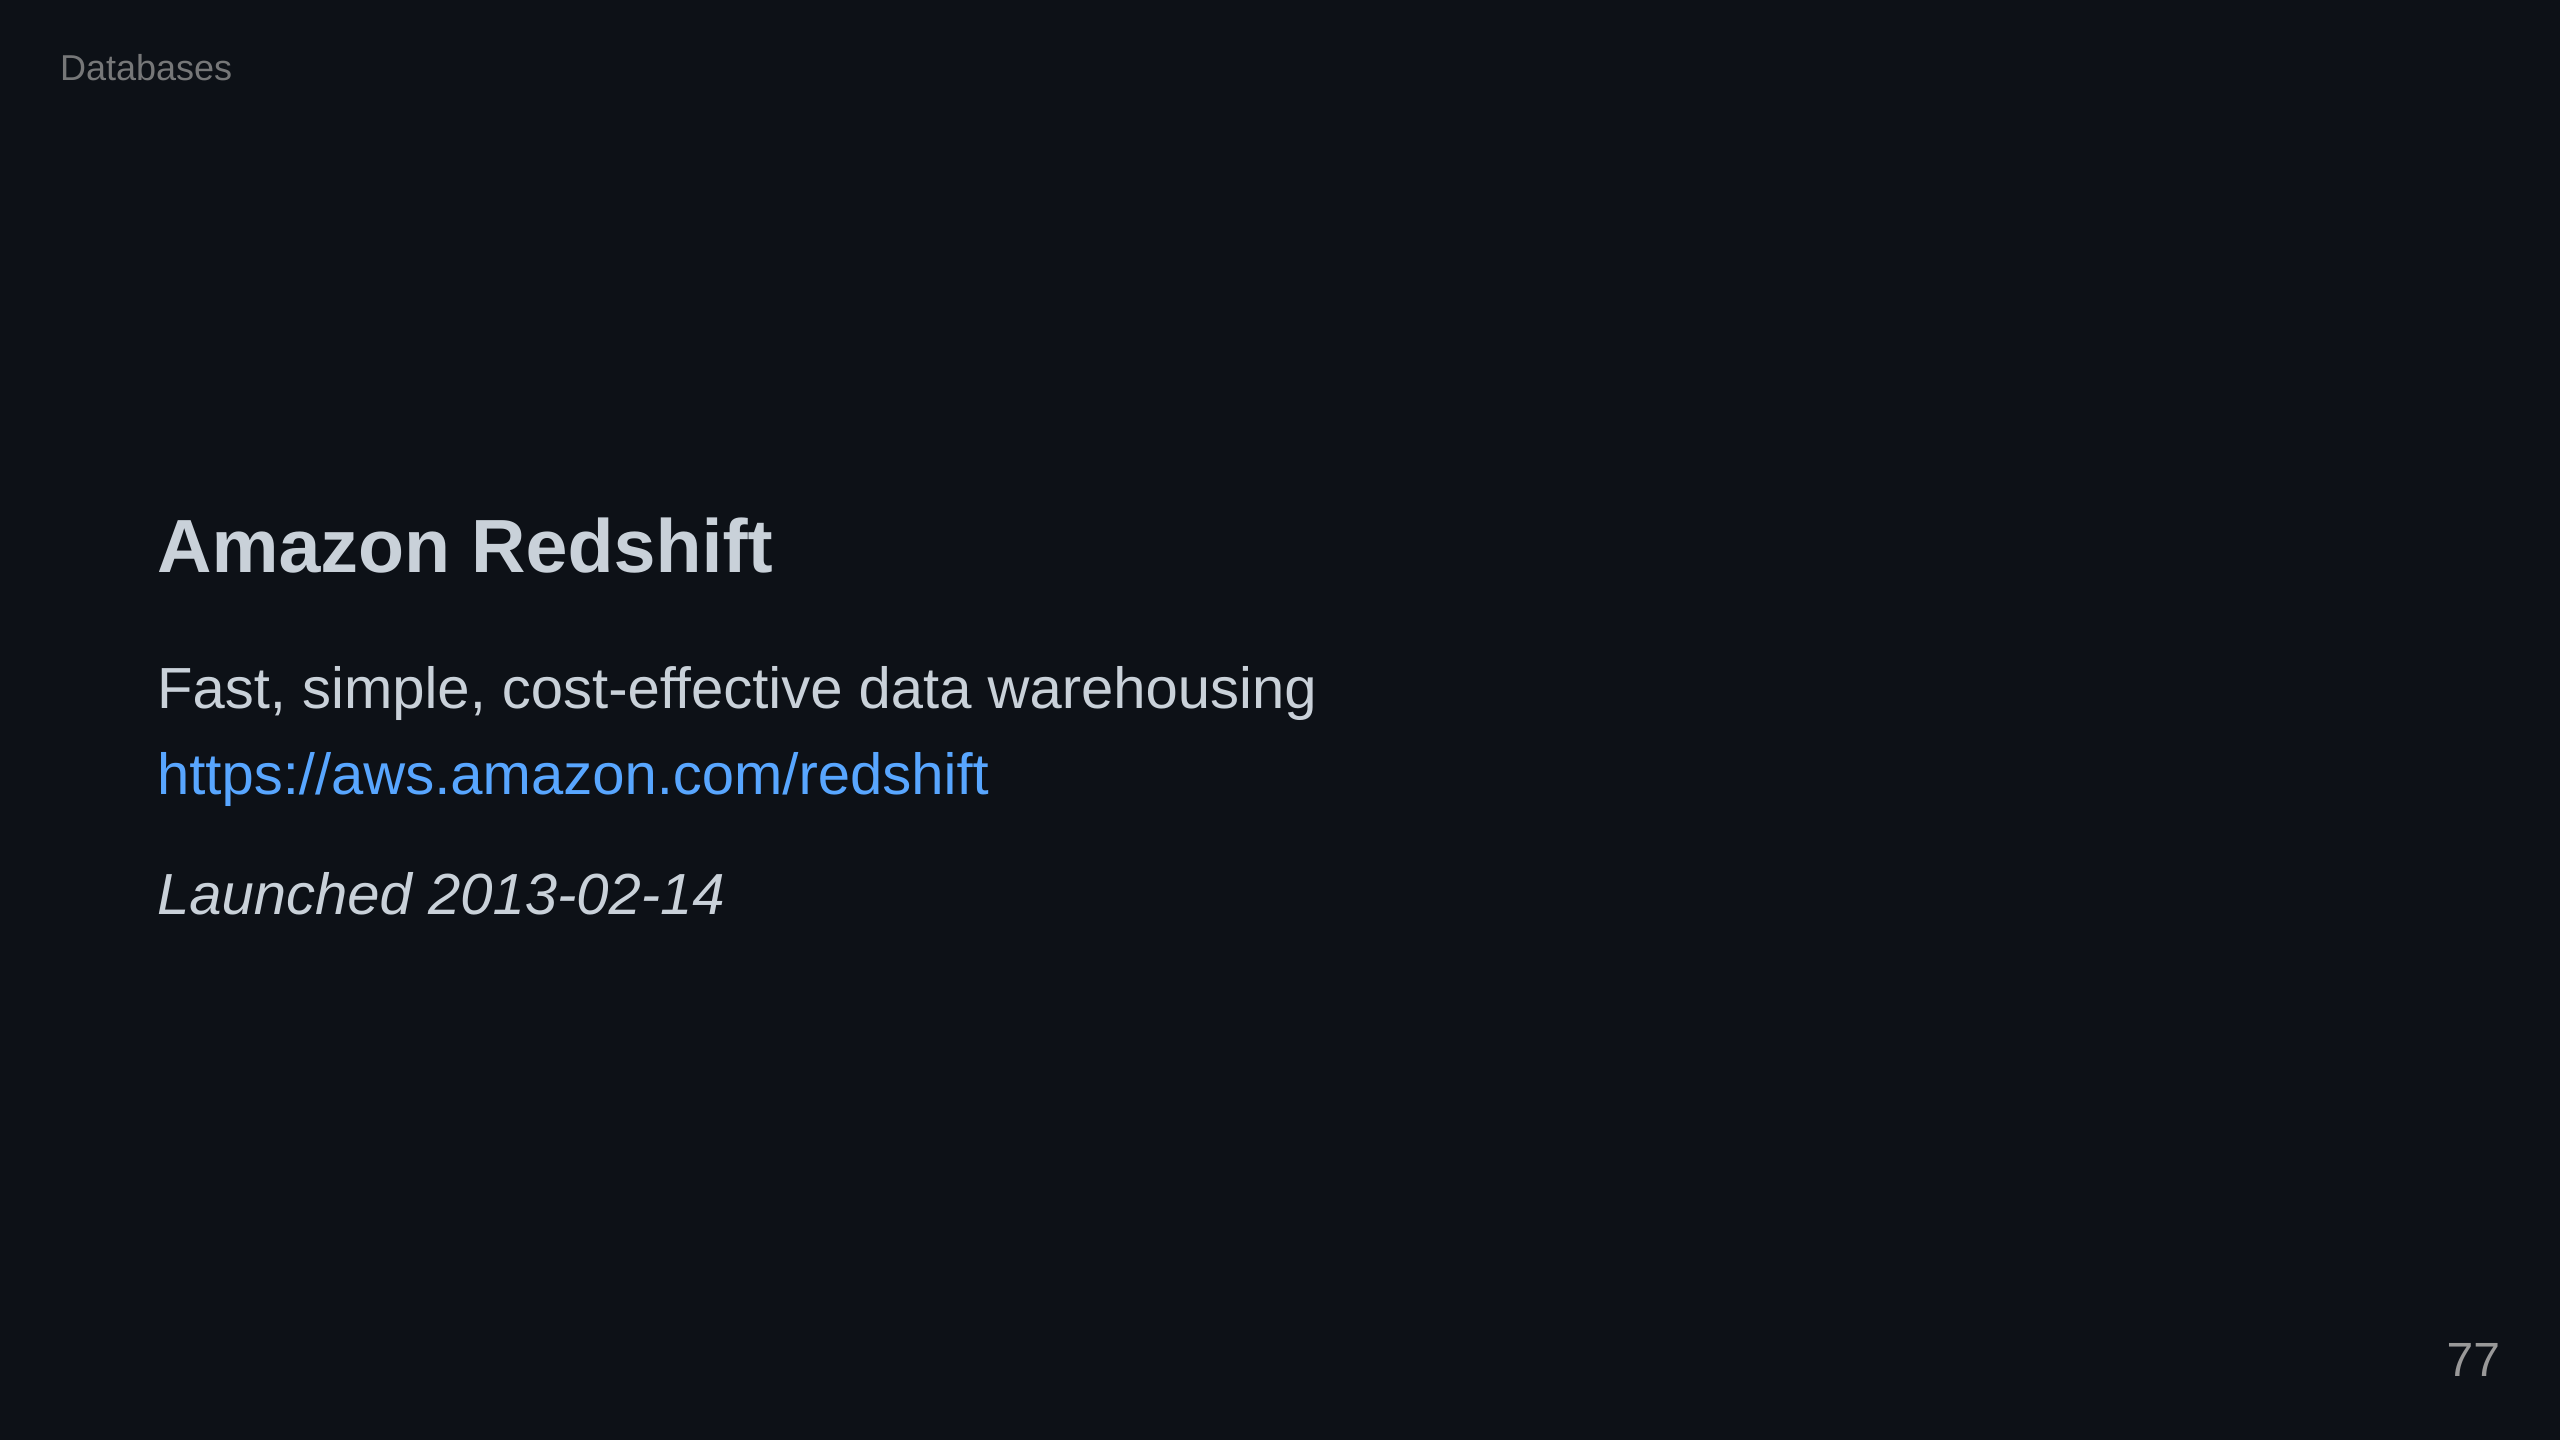 Databases
Amazon Redshift
Fast, simple, cost-effective data warehousing
https://aws.amazon.com/redshift
Launched 2013-02-14
77